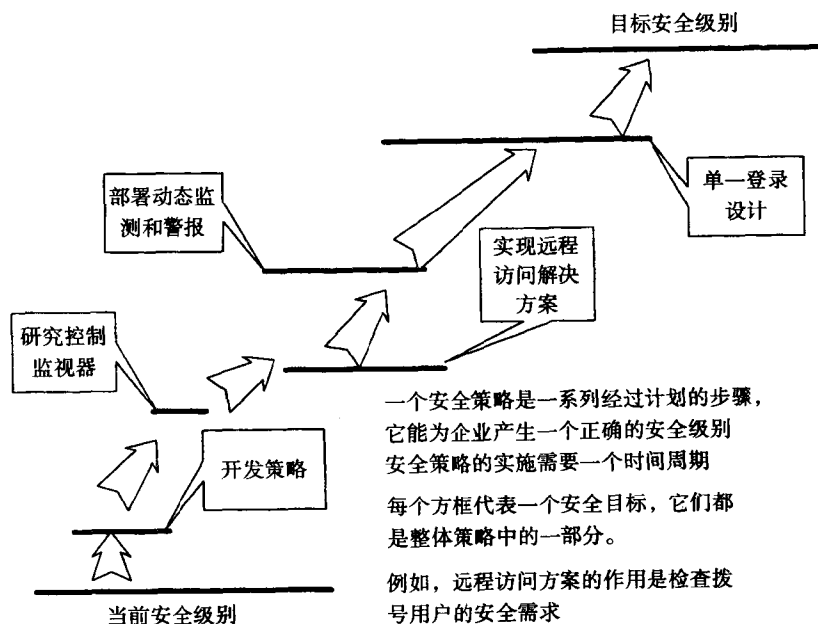 目标安全级别
部署动态监
测和警报
单一登录
设计
实现远程
访问解决
方案
研究控制
监视器
一个安全策略是一系列经过计划的步骤，
它能为企业产生一个正确的安全级别
安全策略的实施需要一个时间周期
开发策略
每个方框代表一个安全目标，它们都
是整体策略中的一部分。
例如，远程访问方案的作用是检查拨
号用户的安全需求
当前安全级别